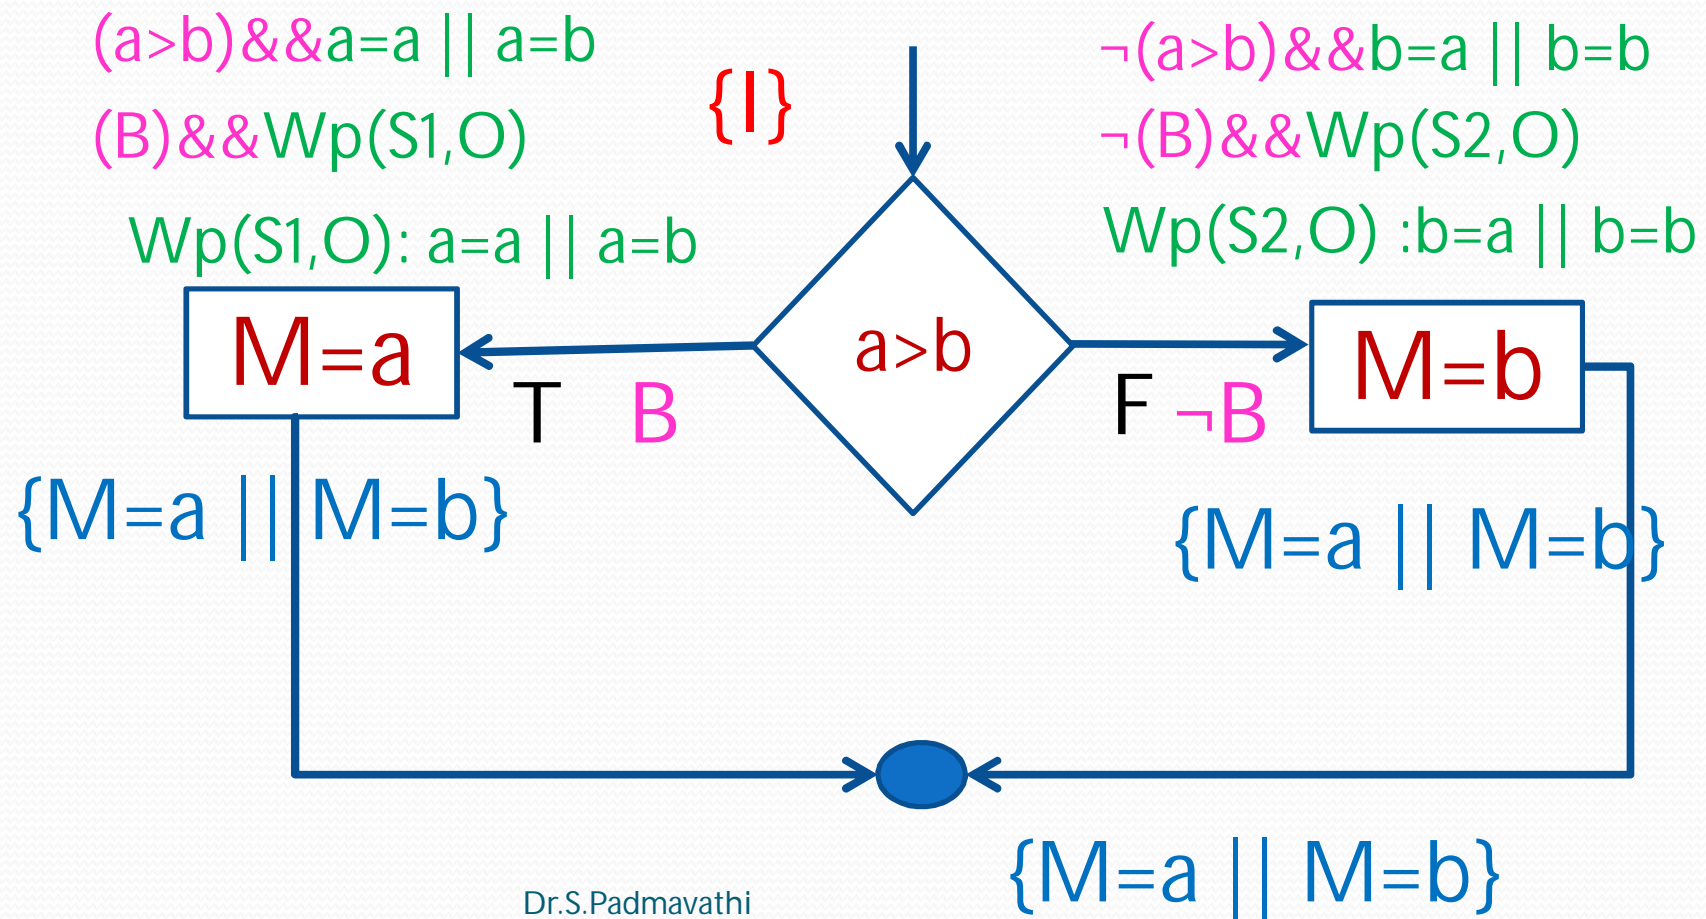 (a>b)&&a=a || a=b
¬(a>b)&&b=a || b=b
{I}
(B)&&Wp(S1,O)
¬(B)&&Wp(S2,O)
Wp(S1,O): a=a || a=b
Wp(S2,O) :b=a || b=b
M=a
a>b
M=b
T B
F ¬B
{M=a || M=b}
{M=a || M=b}
{M=a || M=b}
Dr.S.Padmavathi